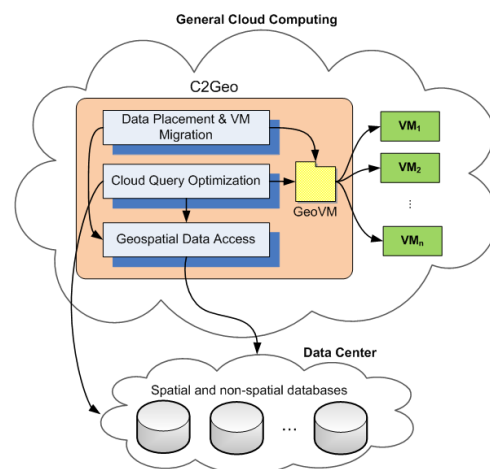 General Cloud Computing
C2Geo
Data Placement & VM
Migration
Cloud Query Optimization
Geospatial Data Access
GeoVM
VM₁
VM₂
⋮
VMₙ
Data Center
Spatial and non-spatial databases
...